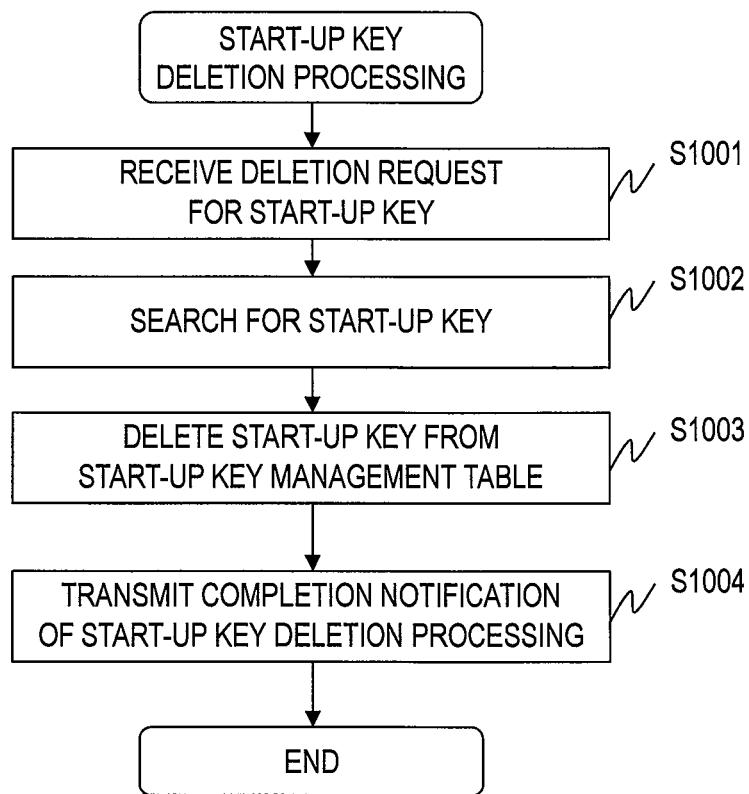 START-UP KEY
DELETION PROCESSING
RECEIVE DELETION REQUEST
FOR START-UP KEY
S1001
SEARCH FOR START-UP KEY
S1002
DELETE START-UP KEY FROM
START-UP KEY MANAGEMENT TABLE
S1003
TRANSMIT COMPLETION NOTIFICATION
OF START-UP KEY DELETION PROCESSING
S1004
END